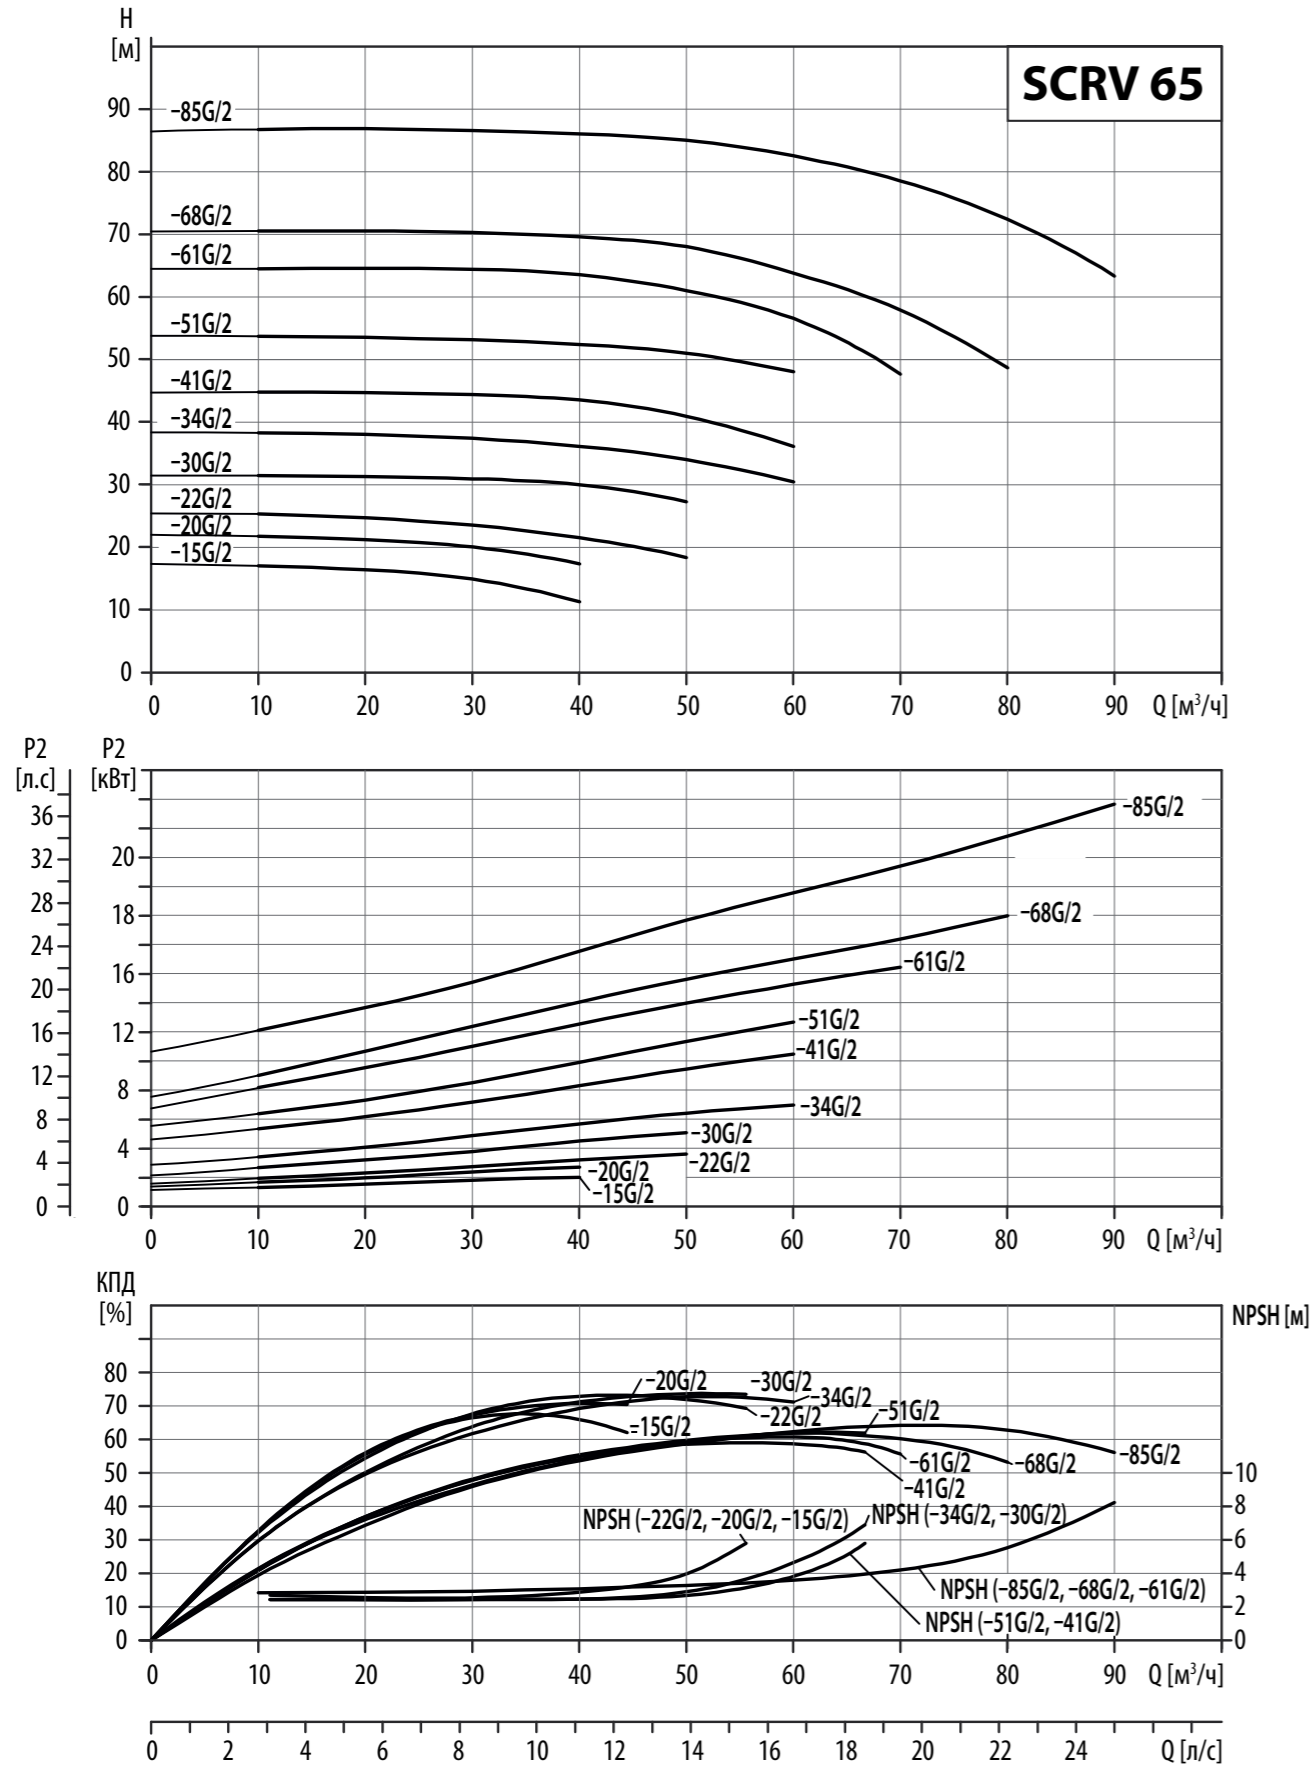 H
[м]
SCRV 65
90
80
70
60
50
40
30
20
10
0
–85G/2
–68G/2
–61G/2
–51G/2
–41G/2
–34G/2
–30G/2
–22G/2
–20G/2
–15G/2
0 10 20 30 40 50 60 70 80 90 Q [м³/ч]
P2
[л.с]
P2
[кВт]
36
32
28
24
20
16
12
8
4
0
20
18
16
12
8
4
0
–85G/2
–68G/2
–61G/2
–51G/2
–41G/2
–34G/2
–30G/2
–22G/2
–20G/2
–15G/2
0 10 20 30 40 50 60 70 80 90 Q [м³/ч]
КПД
[%]
NPSH [м]
80
70
60
50
40
30
20
10
0
10
8
6
4
2
0
–20G/2
–30G/2
–34G/2
–22G/2
–51G/2
=15G/2
–85G/2
–61G/2
–68G/2
–41G/2
NPSH (–22G/2, –20G/2, –15G/2)
NPSH (–34G/2, –30G/2)
NPSH (–85G/2, –68G/2, –61G/2)
NPSH (–51G/2, –41G/2)
0 10 20 30 40 50 60 70 80 90 Q [м³/ч]
0 2 4 6 8 10 12 14 16 18 20 22 24 Q [л/с]